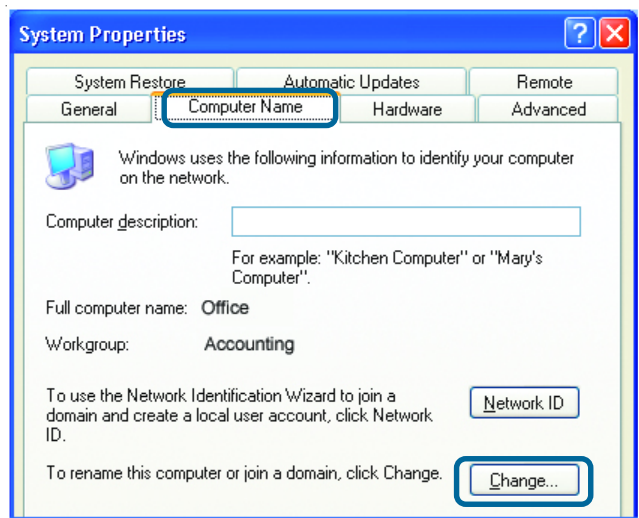 System Properties
System Restore Automatic Updates Remote
General Computer Name Hardware Advanced
Windows uses the following information to identify your computer
on the network.
Computer description:
For example: "Kitchen Computer" or "Mary's
Computer".
Full computer name: Office
Workgroup: Accounting
To use the Network Identification Wizard to join a
domain and create a local user account, click Network
ID.
Network ID
To rename this computer or join a domain, click Change.
Change...